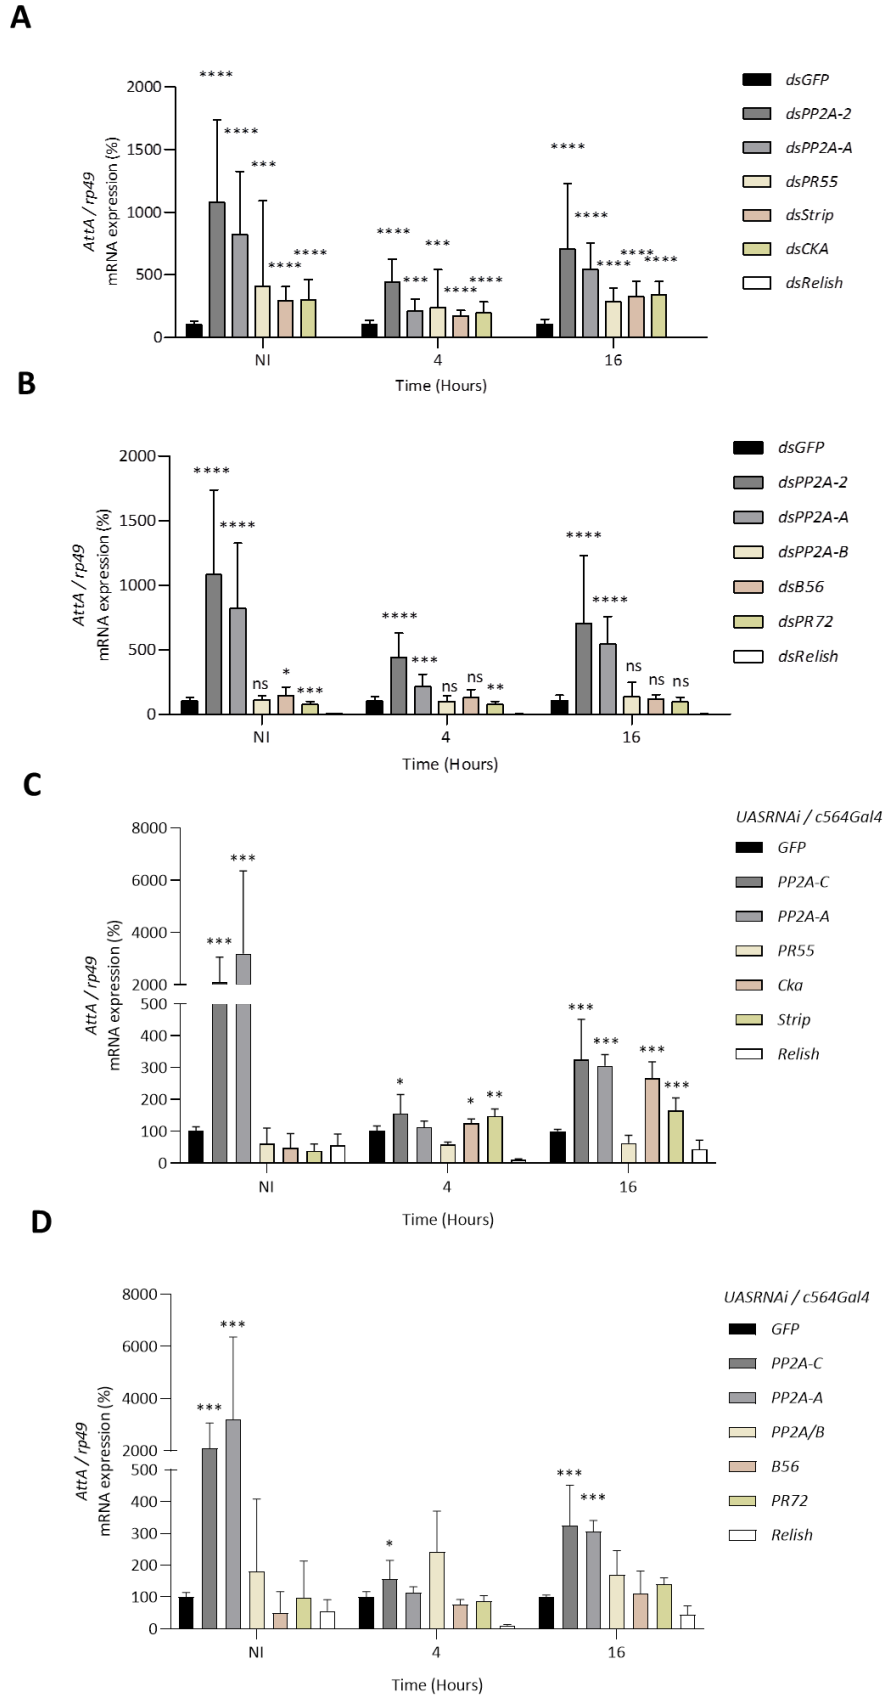 A
2000
1500
1000
500
0
AttA / rp49
mRNA expression (%)
****
****
***
****
****
****
***
***
****
****
****
****
****
****
****
NI
4
16
Time (Hours)
dsGFP
dsPP2A-2
dsPP2A-A
dsPR55
dsStrip
dsCKA
dsRelish
B
2000
1500
1000
500
0
AttA / rp49
mRNA expression (%)
****
****
ns
*
***
****
***
ns
ns
**
****
****
ns
ns
ns
NI
4
16
Time (Hours)
dsGFP
dsPP2A-2
dsPP2A-A
dsPP2A-B
dsB56
dsPR72
dsRelish
C
8000
6000
4000
2000
500
400
300
200
100
0
AttA / rp49
mRNA expression (%)
***
***
*
*
**
***
***
***
***
NI
4
16
Time (Hours)
UASRNAi / c564Gal4
GFP
PP2A-C
PP2A-A
PR55
Cka
Strip
Relish
D
8000
6000
4000
2000
500
400
300
200
100
0
AttA / rp49
mRNA expression (%)
***
***
*
***
***
NI
4
16
Time (Hours)
UASRNAi / c564Gal4
GFP
PP2A-C
PP2A-A
PP2A/B
B56
PR72
Relish